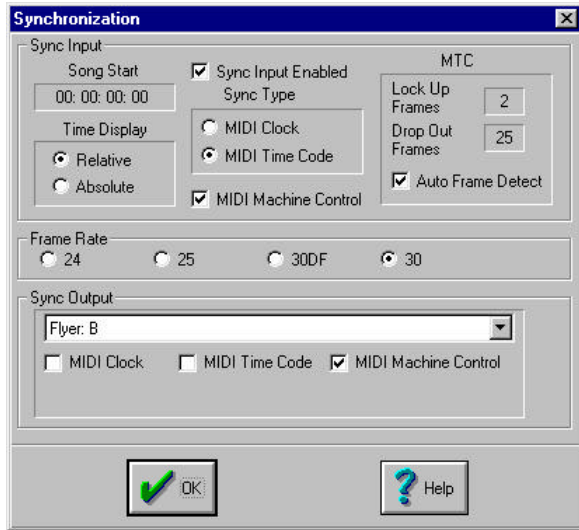 Synchronization
Sync Input
Song Start
00: 00: 00: 00
Time Display
Relative
Absolute
Sync Input Enabled
Sync Type
MIDI Clock
MIDI Time Code
MIDI Machine Control
MTC
Lock Up
Frames
2
Drop Out
Frames
25
Auto Frame Detect
Frame Rate
24
25
30DF
30
Sync Output
Flyer: B
MIDI Clock
MIDI Time Code
MIDI Machine Control
OK
? Help